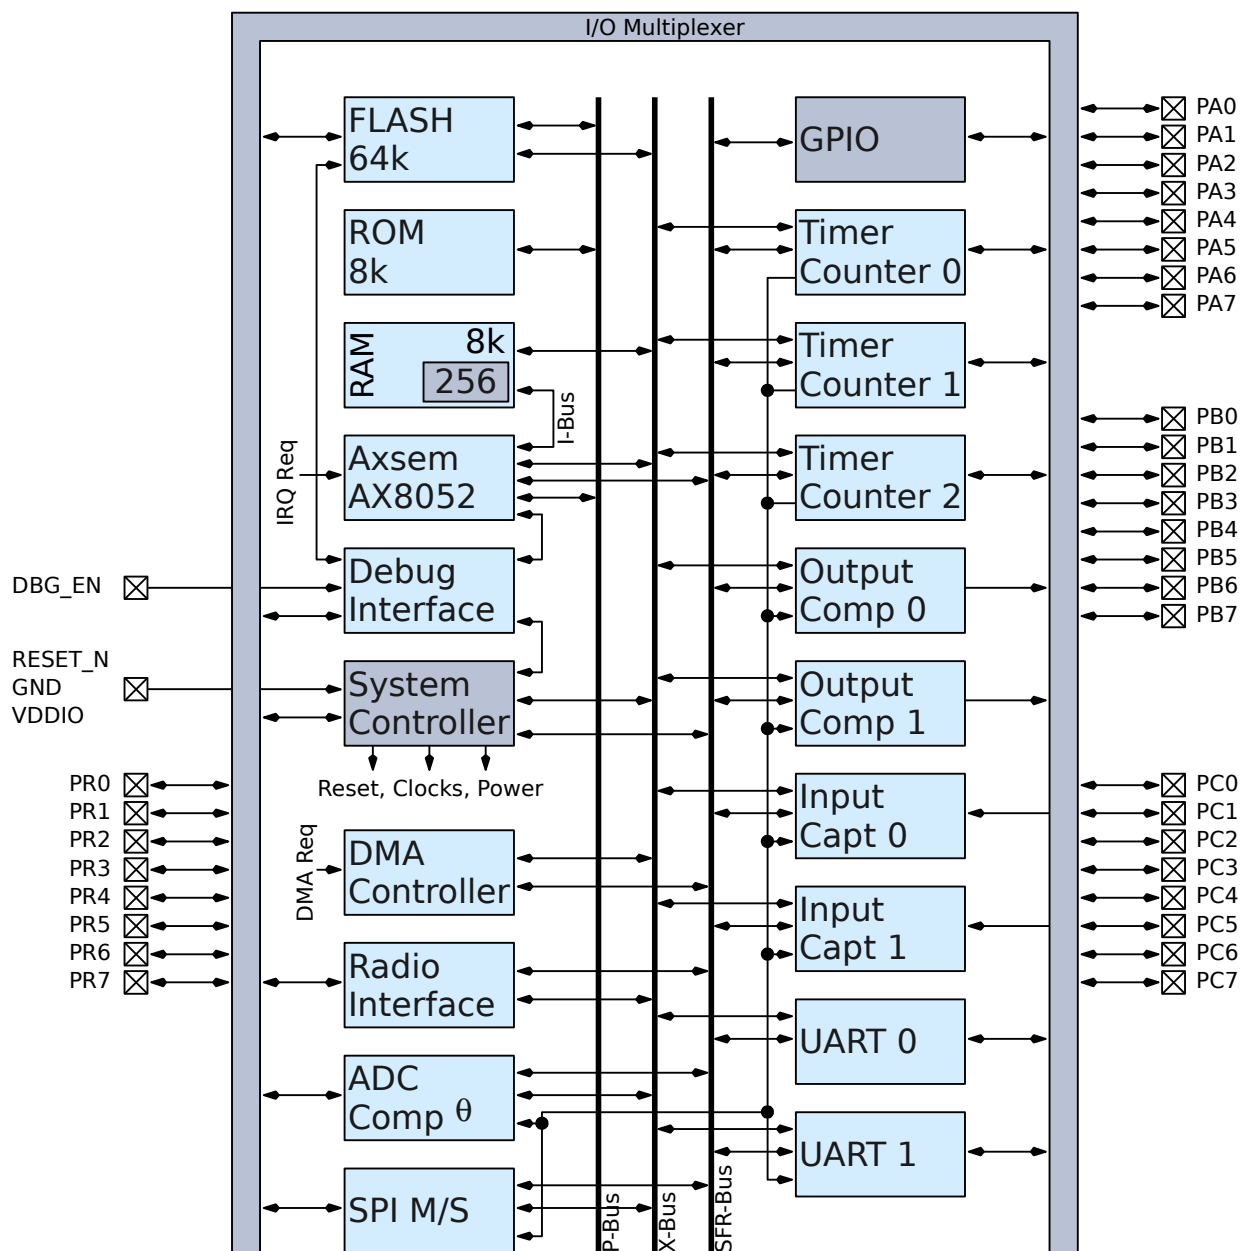 I/O Multiplexer
FLASH
64k
ROM
8k
RAM
8k
256
I-Bus
IRQ Req
Axsem
AX8052
Debug
Interface
System
Controller
Reset, Clocks, Power
DMA Req
DMA
Controller
Radio
Interface
ADC
Comp θ
SPI M/S
P-Bus
X-Bus
SFR-Bus
GPIO
Timer
Counter 0
Timer
Counter 1
Timer
Counter 2
Output
Comp 0
Output
Comp 1
Input
Capt 0
Input
Capt 1
UART 0
UART 1
DBG_EN
RESET_N
GND
VDDIO
PR0
PR1
PR2
PR3
PR4
PR5
PR6
PR7
PA0
PA1
PA2
PA3
PA4
PA5
PA6
PA7
PB0
PB1
PB2
PB3
PB4
PB5
PB6
PB7
PC0
PC1
PC2
PC3
PC4
PC5
PC6
PC7